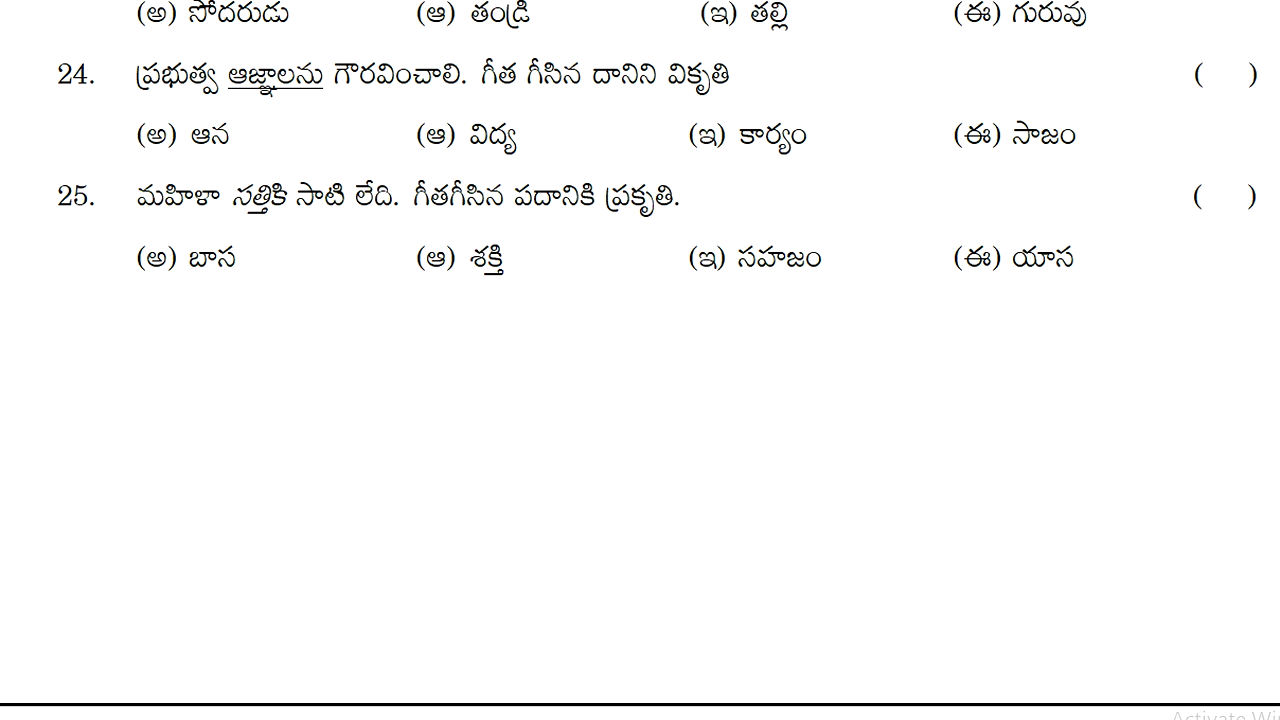 (అ) సోదరుడు (ఆ) తండ్రి (ఇ) తల్లి (ఈ) గురువు
24. ప్రభుత్వ ఆజ్ఞాలను గౌరవించాలి. గీత గీసిన దానిని వికృతి ( )
(అ) ఆన (ఆ) విద్య (ఇ) కార్యం (ఈ) సాజం
25. మహిళా సత్తికి సాటి లేది. గీతగీసిన పదానికి ప్రకృతి. ( )
(అ) బాస (ఆ) శక్తి (ఇ) సహజం (ఈ) యాస